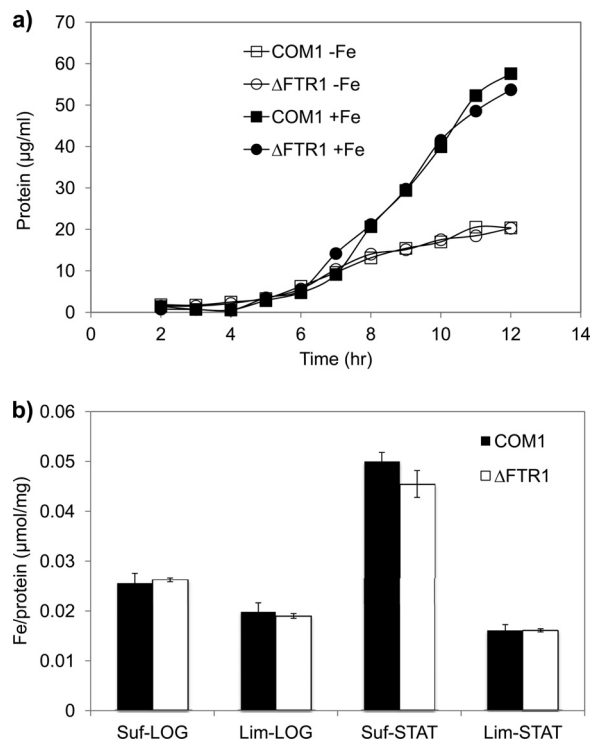 a)
70
60
50
40
30
20
10
0
Protein (µg/ml)
COM1 -Fe
ΔFTR1 -Fe
COM1 +Fe
ΔFTR1 +Fe
0 2 4 6 8 10 12 14
Time (hr)
b)
0.06
0.05
0.04
0.03
0.02
0.01
0
Fe/protein (µmol/mg)
COM1
ΔFTR1
Suf-LOG Lim-LOG Suf-STAT Lim-STAT